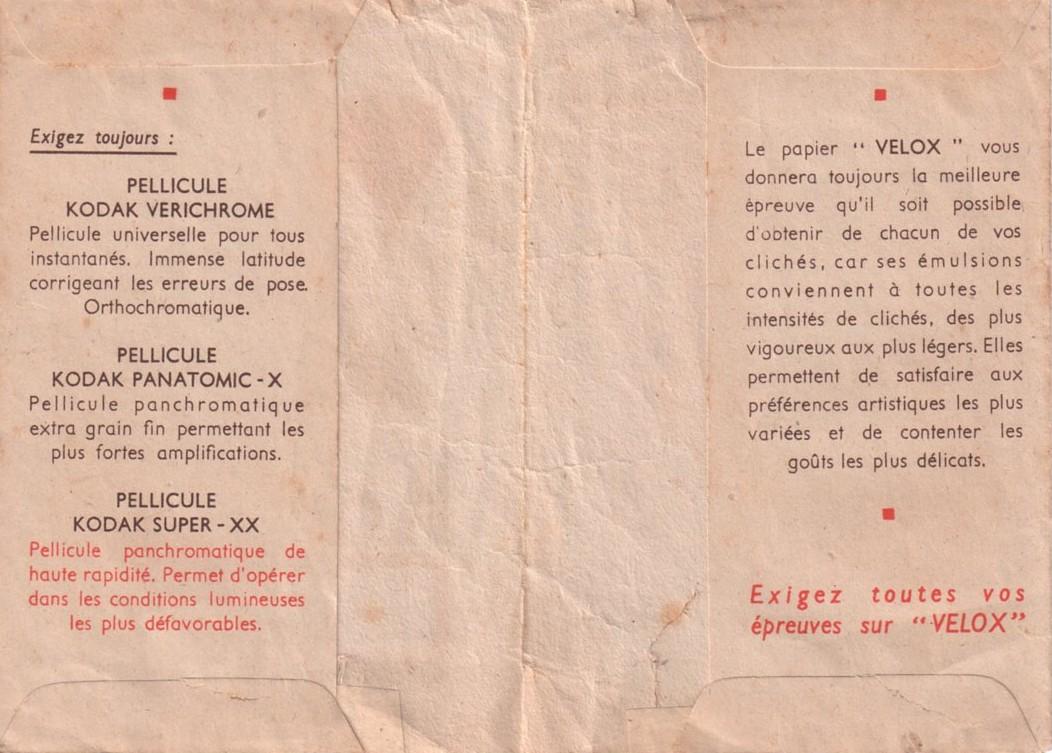 Exigez toujours :
PELLICULE
KODAK VERICHROME
Pellicule universelle pour tous
instantanés. Immense latitude
corrigeant les erreurs de pose.
Orthochromatique.
PELLICULE
KODAK PANATOMIC - X
Pellicule panchromatique
extra grain fin permettant les
plus fortes amplifications.
PELLICULE
KODAK SUPER - XX
Pellicule panchromatique de
haute rapidité. Permet d'opérer
dans les conditions lumineuses
les plus défavorables.
Le papier “ VELOX ” vous
donnera toujours la meilleure
épreuve qu'il soit possible
d'obtenir de chacun de vos
clichés, car ses émulsions
conviennent à toutes les
intensités de clichés, des plus
vigoureux aux plus légers. Elles
permettent de satisfaire aux
préférences artistiques les plus
variées et de contenter les
goûts les plus délicats.
Exigez toutes vos
épreuves sur “VELOX”